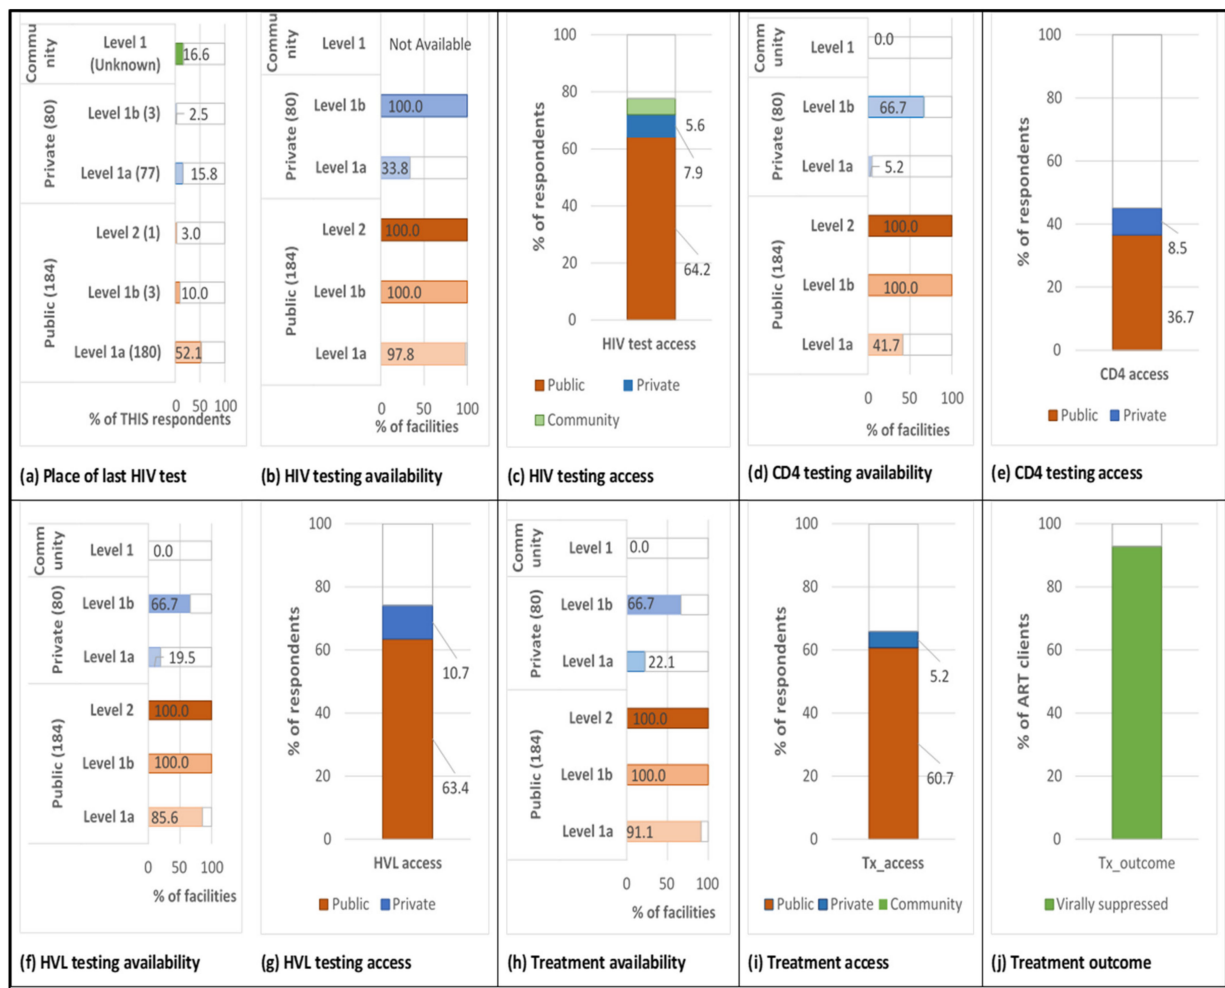 Commu
nity
Level 1
(Unknown)
16.6
Private (80)
Level 1b (3)
2.5
Level 1a (77)
15.8
Public (184)
Level 2 (1)
3.0
Level 1b (3)
10.0
Level 1a (180)
52.1
0 50 100
% of THIS respondents
(a) Place of last HIV test
Level 1
Not Available
Private (80)
Level 1b
100.0
Level 1a
33.8
Public (184)
Level 2
100.0
Level 1b
100.0
Level 1a
97.8
0 50 100
% of facilities
(b) HIV testing availability
% of respondents
100
80
60
40
20
0
5.6
7.9
64.2
HIV test access
Public Private
Community
(c) HIV testing access
Com
munity
Level 1
0.0
Private (80)
Level 1b
66.7
Level 1a
5.2
Public (184)
Level 2
100.0
Level 1b
100.0
Level 1a
41.7
0 50 100
% of facilities
(d) CD4 testing availability
% of respondents
100
80
60
40
20
0
8.5
36.7
CD4 access
Public Private
(e) CD4 testing access
Comm
unity
Level 1
0.0
Private (80)
Level 1b
66.7
Level 1a
19.5
Public (184)
Level 2
100.0
Level 1b
100.0
Level 1a
85.6
0 50 100
% of facilities
(f) HVL testing availability
% of respondents
100
80
60
40
20
0
10.7
63.4
HVL access
Public Private
(g) HVL testing access
Comm
unity
Level 1
0.0
Private (80)
Level 1b
66.7
Level 1a
22.1
Public (184)
Level 2
100.0
Level 1b
100.0
Level 1a
91.1
0 50 100
% of facilities
(h) Treatment availability
% of respondents
100
80
60
40
20
0
5.2
60.7
Tx_access
Public Private Community
(i) Treatment access
% of ART clients
100
80
60
40
20
0
Tx_outcome
Virally suppressed
(j) Treatment outcome